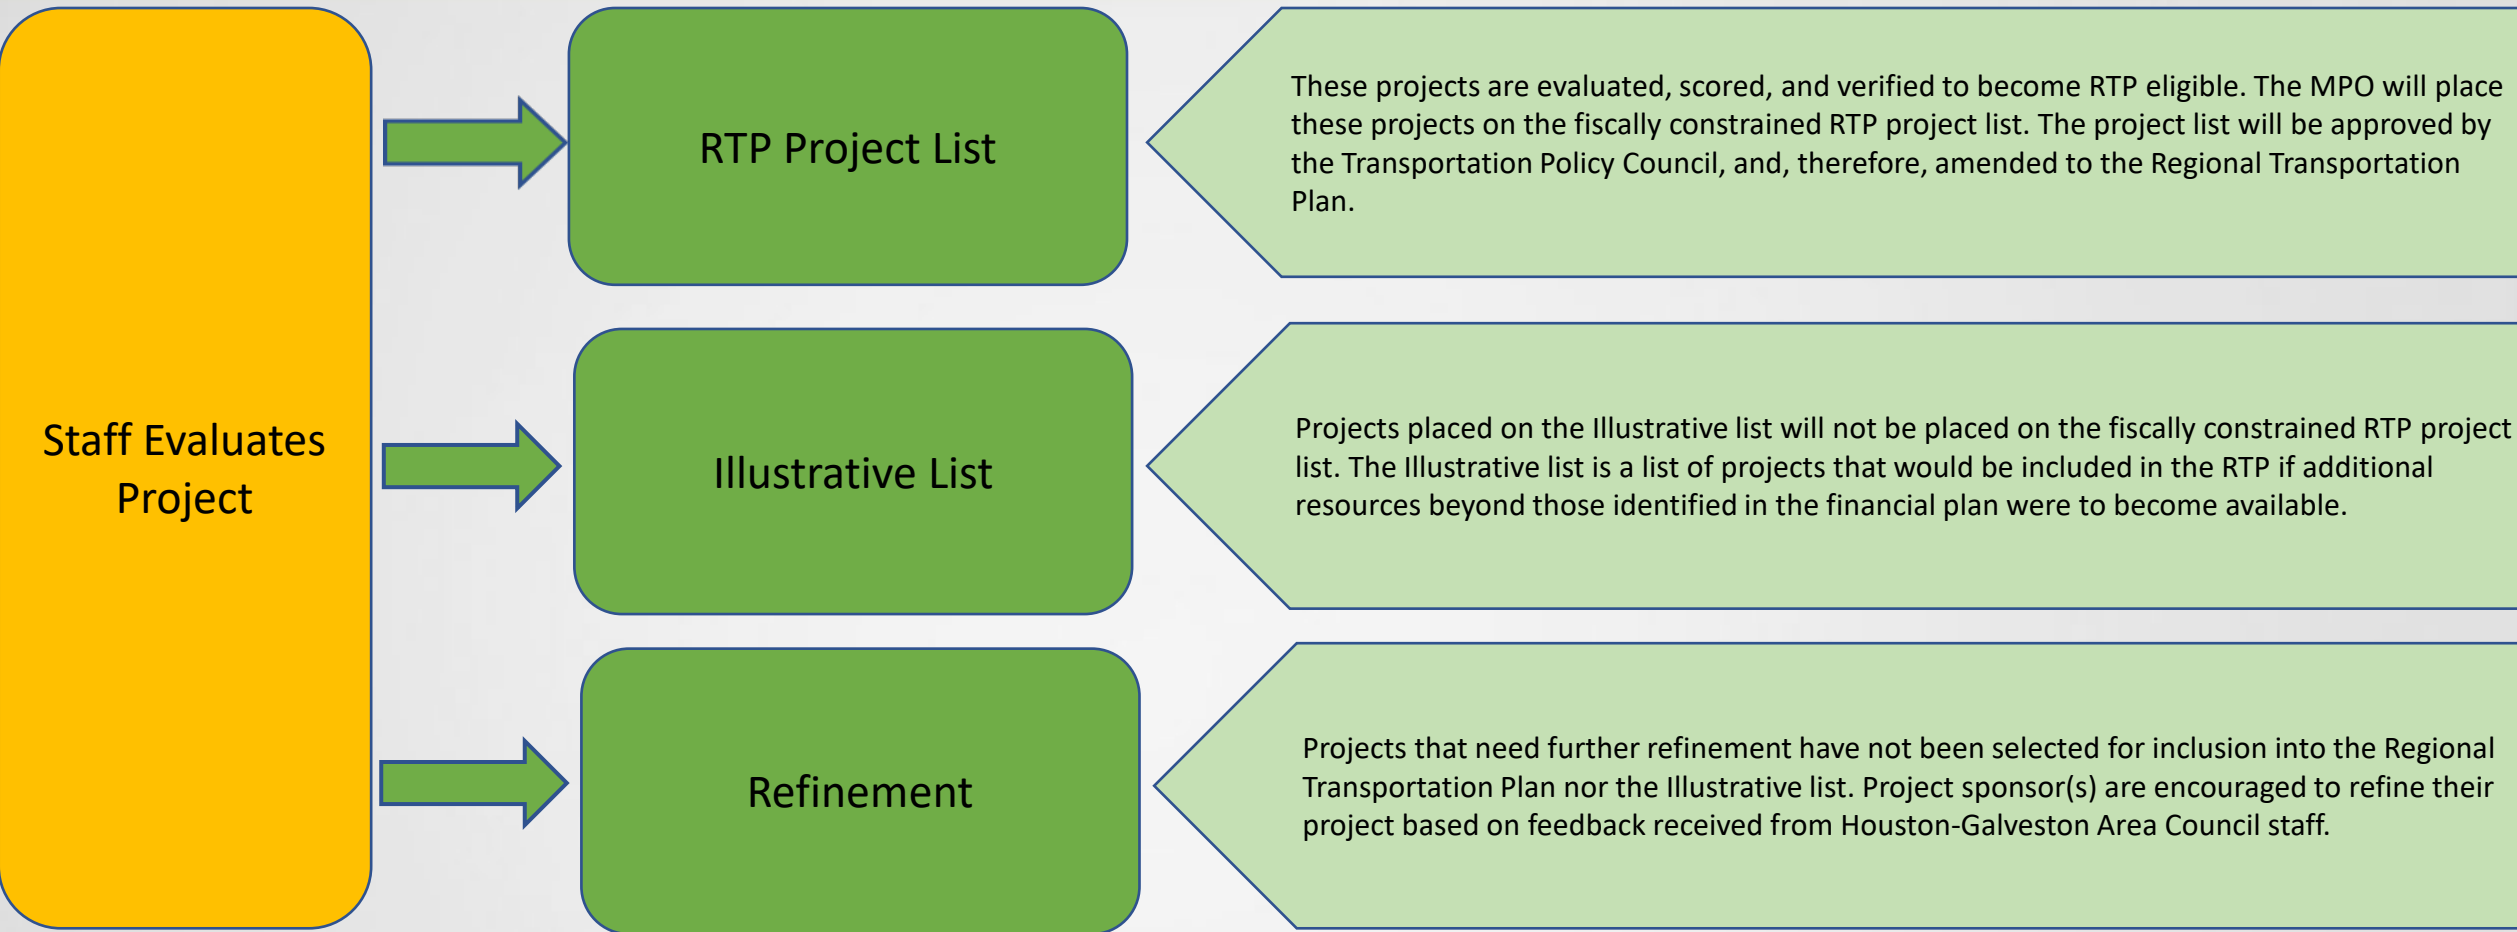 Staff Evaluates
Project
RTP Project List
These projects are evaluated, scored, and verified to become RTP eligible. The MPO will place
these projects on the fiscally constrained RTP project list. The project list will be approved by
the Transportation Policy Council, and, therefore, amended to the Regional Transportation
Plan.
Illustrative List
Projects placed on the Illustrative list will not be placed on the fiscally constrained RTP project
list. The Illustrative list is a list of projects that would be included in the RTP if additional
resources beyond those identified in the financial plan were to become available.
Refinement
Projects that need further refinement have not been selected for inclusion into the Regional
Transportation Plan nor the Illustrative list. Project sponsor(s) are encouraged to refine their
project based on feedback received from Houston-Galveston Area Council staff.